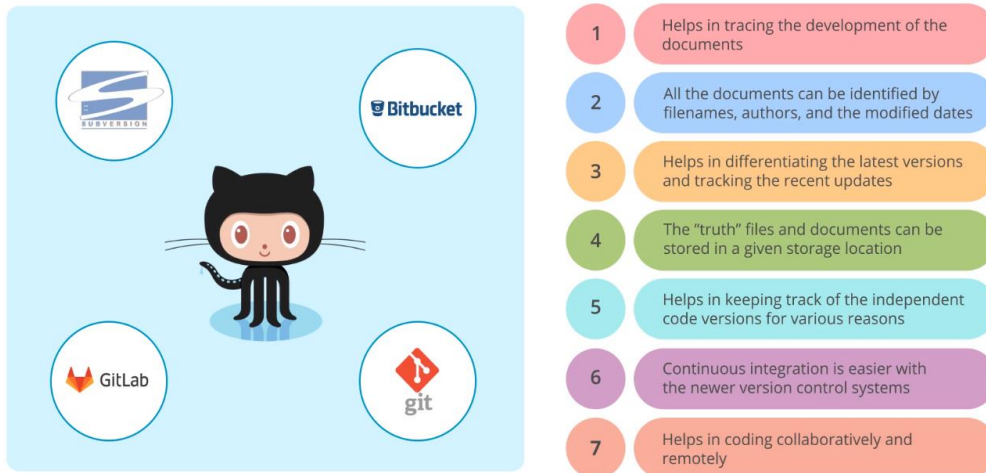 SUBVERSION
Bitbucket
GitLab
git
1
Helps in tracing the development of the
documents
2
All the documents can be identified by
filenames, authors, and the modified dates
3
Helps in differentiating the latest versions
and tracking the recent updates
4
The “truth” files and documents can be
stored in a given storage location
5
Helps in keeping track of the independent
code versions for various reasons
6
Continuous integration is easier with
the newer version control systems
7
Helps in coding collaboratively and
remotely